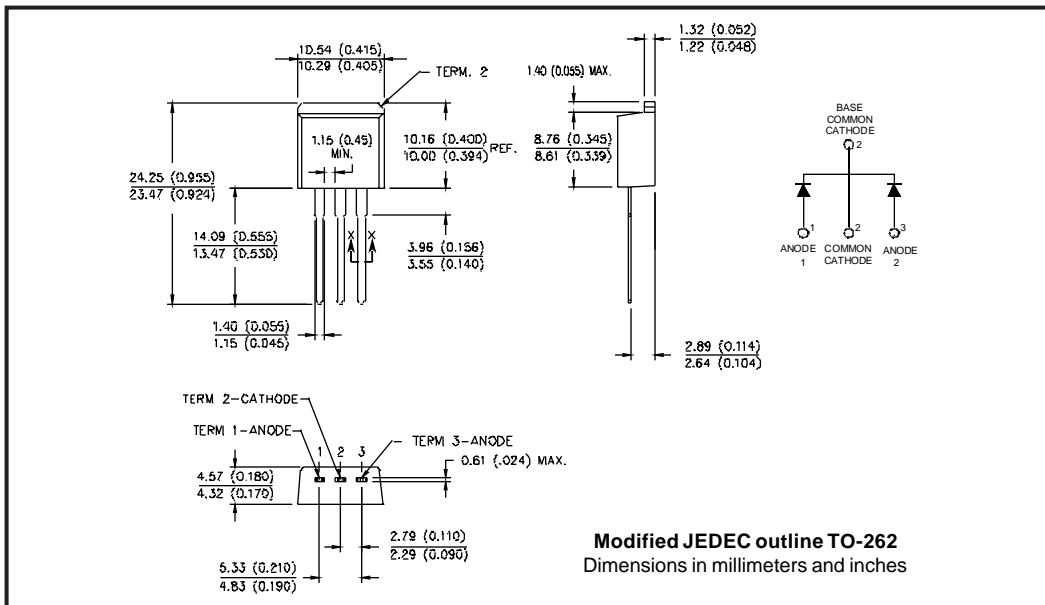 10.54 (0.415)
10.29 (0.405)
TERM. 2
1.15 (0.45)
MIN.
10.16 (0.400)
10.00 (0.394)
REF.
24.25 (0.955)
23.47 (0.924)
14.09 (0.555)
13.47 (0.530)
X X
3.96 (0.156)
3.55 (0.140)
1.40 (0.055)
1.15 (0.045)
1.32 (0.052)
1.22 (0.048)
1.40 (0.055) MAX.
8.76 (0.345)
8.61 (0.339)
2.89 (0.114)
2.64 (0.104)
BASE
COMMON
CATHODE
2
1 2 3
ANODE COMMON ANODE
1 CATHODE 2
TERM 2-CATHODE
TERM 1-ANODE
1 2 3
TERM 3-ANODE
0.61 (.024) MAX.
4.57 (0.180)
4.32 (0.170)
2.79 (0.110)
2.29 (0.090)
5.33 (0.210)
4.83 (0.190)
Modified JEDEC outline TO-262
Dimensions in millimeters and inches